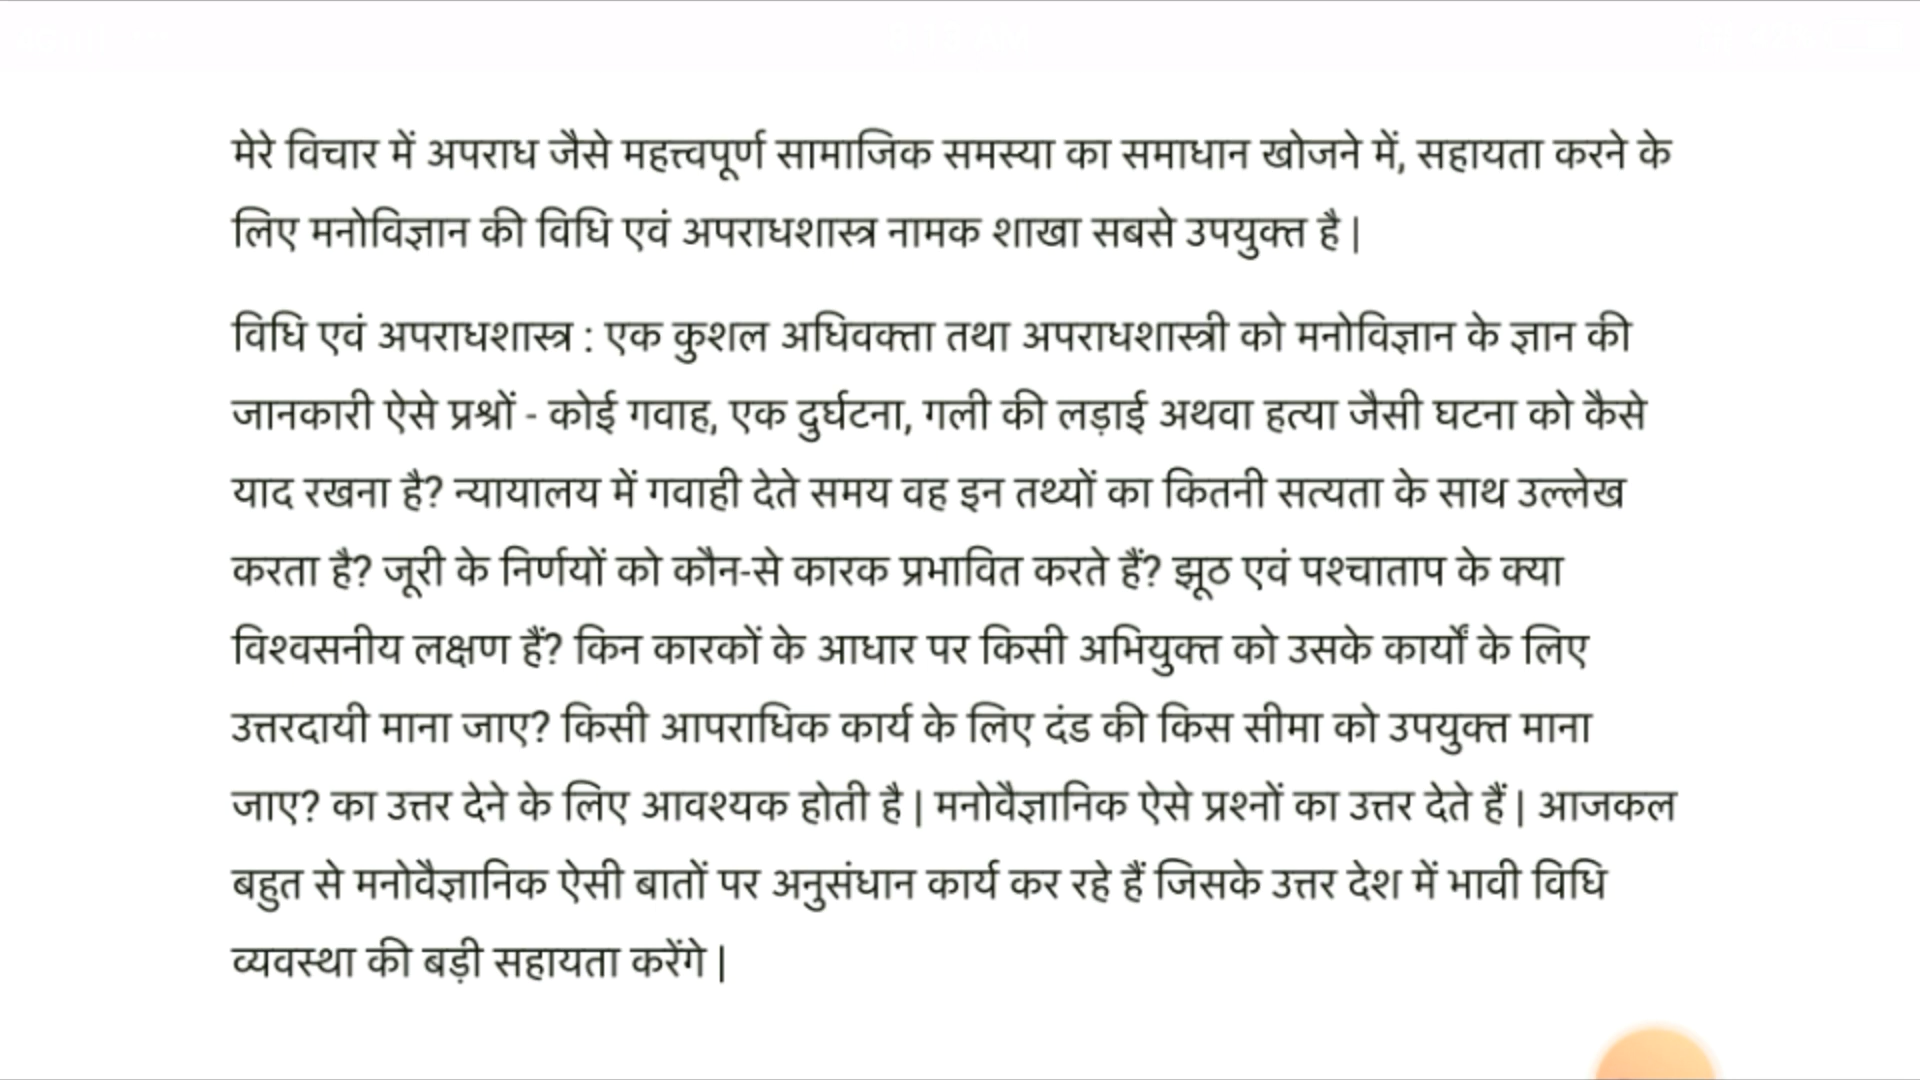 मेरे विचार में अपराध जैसे महत्त्वपूर्ण सामाजिक समस्या का समाधान खोजने में, सहायता करने के
लिए मनोविज्ञान की विधि एवं अपराधशास्त्र नामक शाखा सबसे उपयुक्त है |
विधि एवं अपराधशास्त्र : एक कुशल अधिवक्ता तथा अपराधशास्त्री को मनोविज्ञान के ज्ञान की
जानकारी ऐसे प्रश्नों - कोई गवाह, एक दुर्घटना, गली की लड़ाई अथवा हत्या जैसी घटना को कैसे
याद रखना है? न्यायालय में गवाही देते समय वह इन तथ्यों का कितनी सत्यता के साथ उल्लेख
करता है? जूरी के निर्णयों को कौन-से कारक प्रभावित करते हैं? झूठ एवं पश्चाताप के क्या
विश्वसनीय लक्षण हैं? किन कारकों के आधार पर किसी अभियुक्त को उसके कार्यों के लिए
उत्तरदायी माना जाए? किसी आपराधिक कार्य के लिए दंड की किस सीमा को उपयुक्त माना
जाए? का उत्तर देने के लिए आवश्यक होती है | मनोवैज्ञानिक ऐसे प्रश्नों का उत्तर देते हैं | आजकल
बहुत से मनोवैज्ञानिक ऐसी बातों पर अनुसंधान कार्य कर रहे हैं जिसके उत्तर देश में भावी विधि
व्यवस्था की बड़ी सहायता करेंगे |